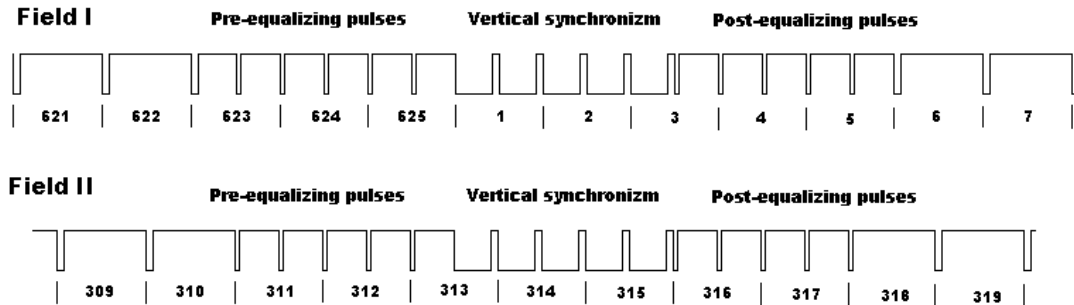 Field I
Pre-equalizing pulses Vertical synchronizm Post-equalizing pulses
621 622 623 624 625 1 2 3 4 5 6 7
Field II
Pre-equalizing pulses Vertical synchronizm Post-equalizing pulses
309 310 311 312 313 314 315 316 317 318 319